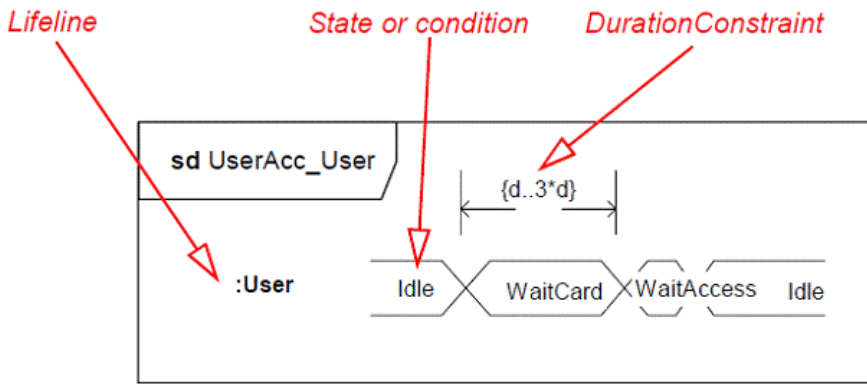 Lifeline State or condition DurationConstraint
sd UserAcc_User
{d..3*d}
:User Idle WaitCard WaitAccess Idle